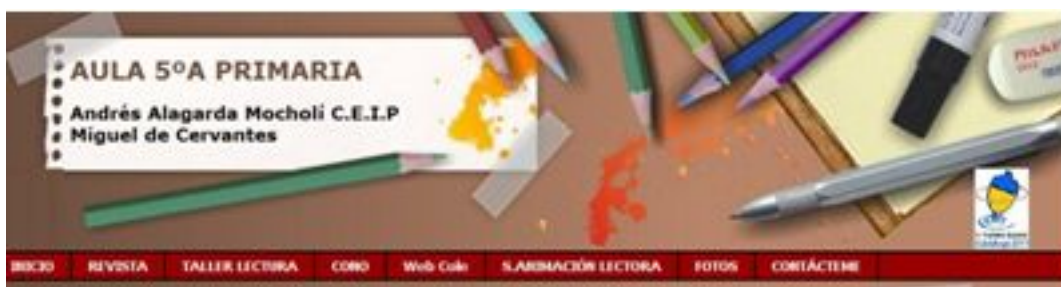 AULA 5ºA PRIMARIA
Andrés Alagarda Mocholí C.E.I.P
Miguel de Cervantes
INICIO REVISTA TALLER LECTURA CONO Web Cole S.ANIMACIÓN LECTORA FOTOS CONTÁCTEME